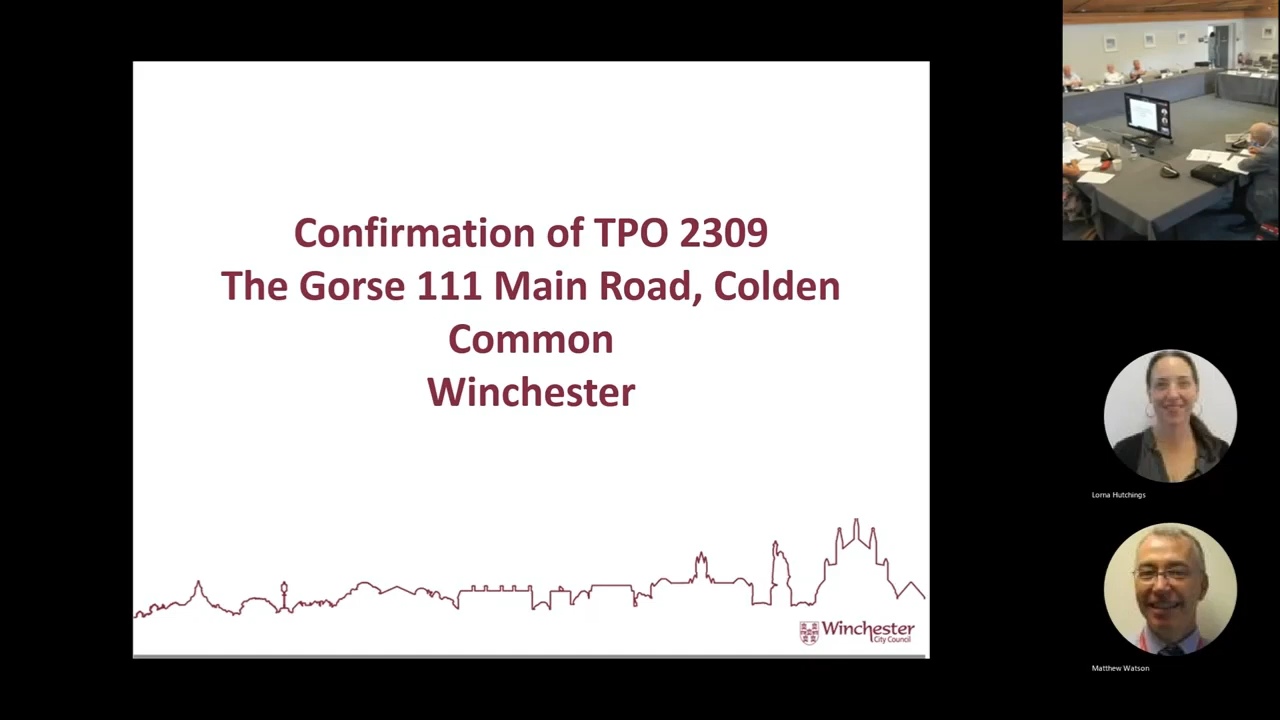 Confirmation of TPO 2309
The Gorse 111 Main Road, Colden
Common
Winchester
Winchester
City Council
Lorna Hutchings
Matthew Watson